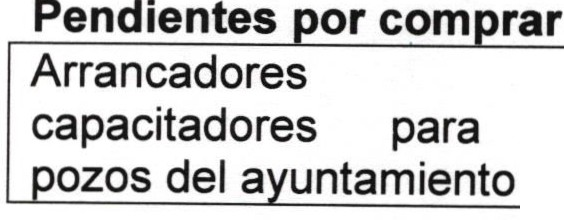 Pendientes por comprar
Arrancadores
capacitadores para
pozos del ayuntamiento